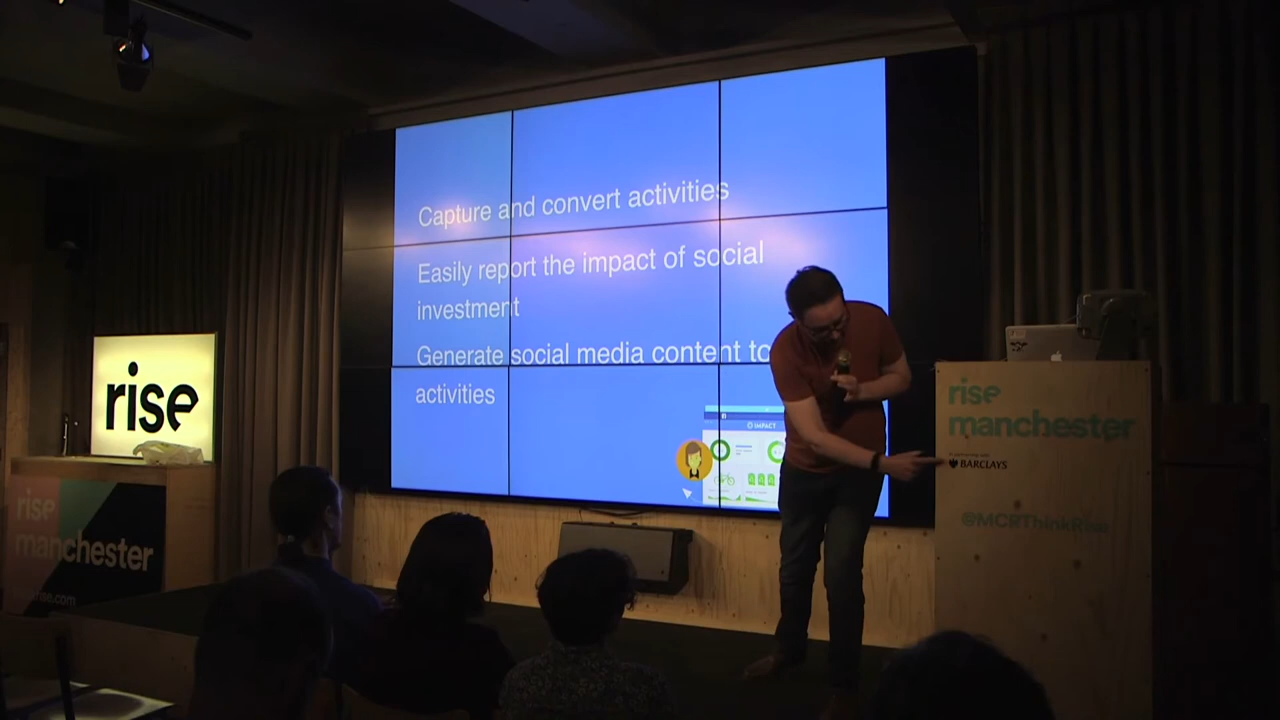 Capture and convert activities
Easily report the impact of social
investment
Generate social media content to
activities
IMPACT
rise
rise
manchester
rise
manchester
BARCLAYS
@MCRThinkRise